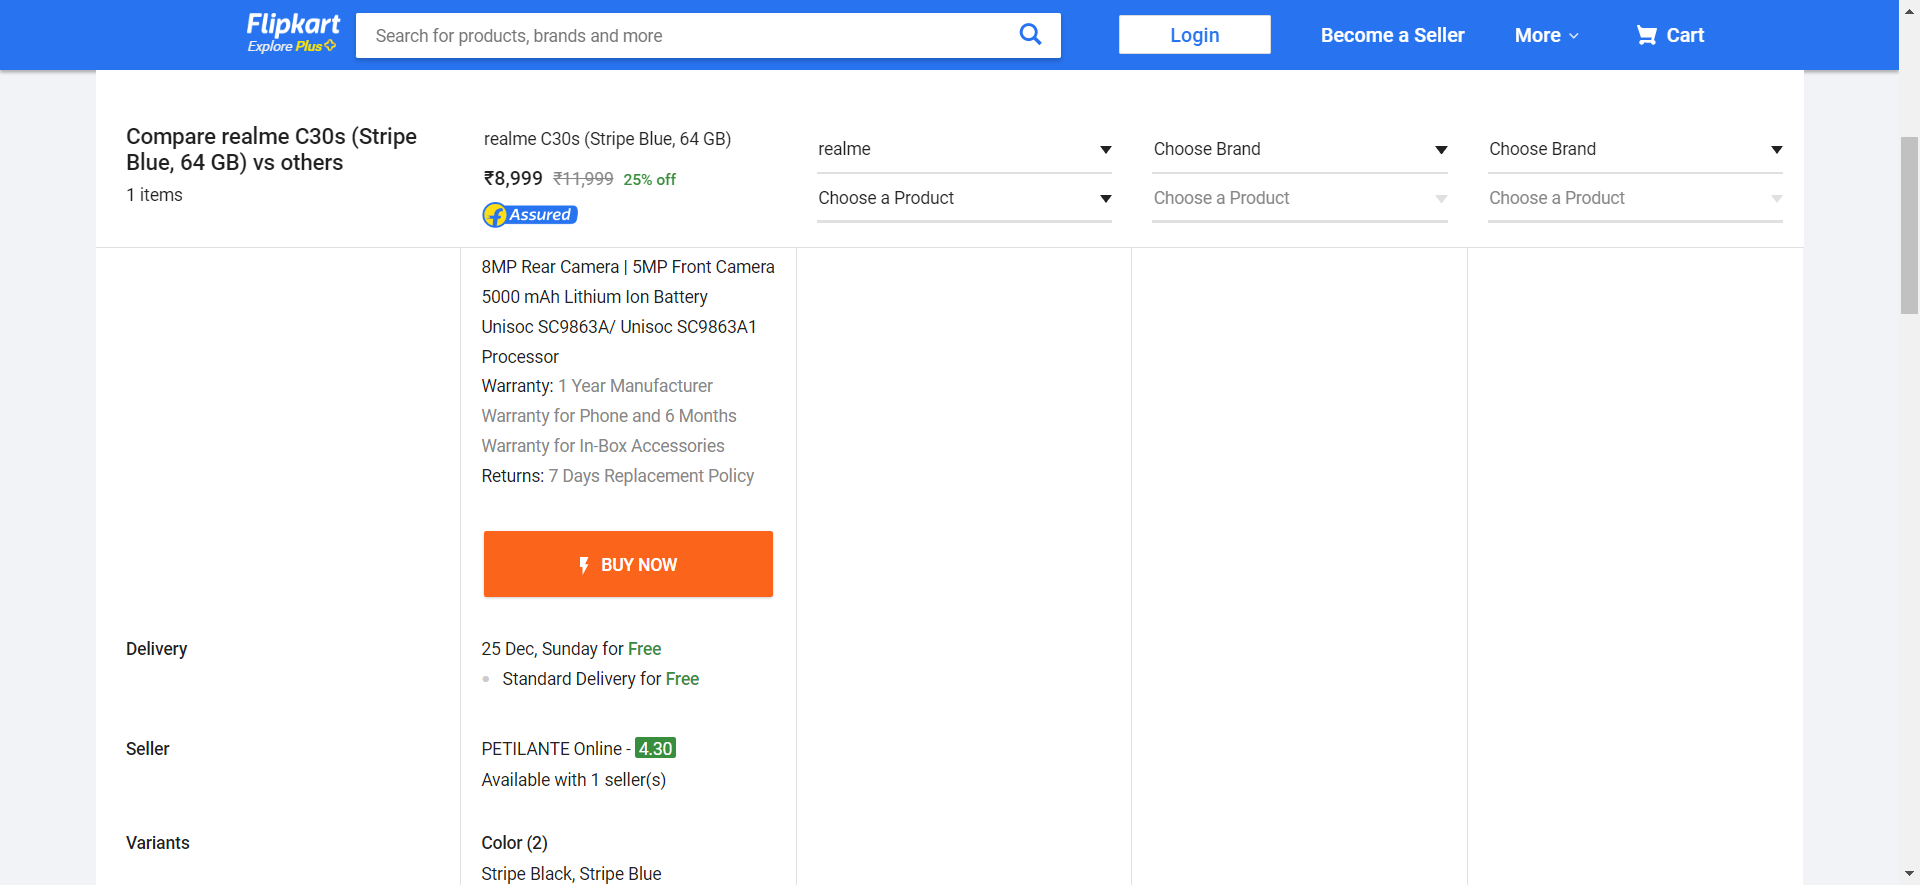 Flipkart
Explore Plus
Search for products, brands and more
Login
Become a Seller
More
Cart
Compare realme C30s (Stripe
Blue, 64 GB) vs others
1 items
realme C30s (Stripe Blue, 64 GB)
₹8,999 ₹11,999 25% off
Assured
realme
Choose a Product
Choose Brand
Choose a Product
Choose Brand
Choose a Product
8MP Rear Camera | 5MP Front Camera
5000 mAh Lithium Ion Battery
Unisoc SC9863A/ Unisoc SC9863A1
Processor
Warranty: 1 Year Manufacturer
Warranty for Phone and 6 Months
Warranty for In-Box Accessories
Returns: 7 Days Replacement Policy
BUY NOW
Delivery
25 Dec, Sunday for Free
Standard Delivery for Free
Seller
PETILANTE Online - 4.30
Available with 1 seller(s)
Variants
Color (2)
Stripe Black, Stripe Blue